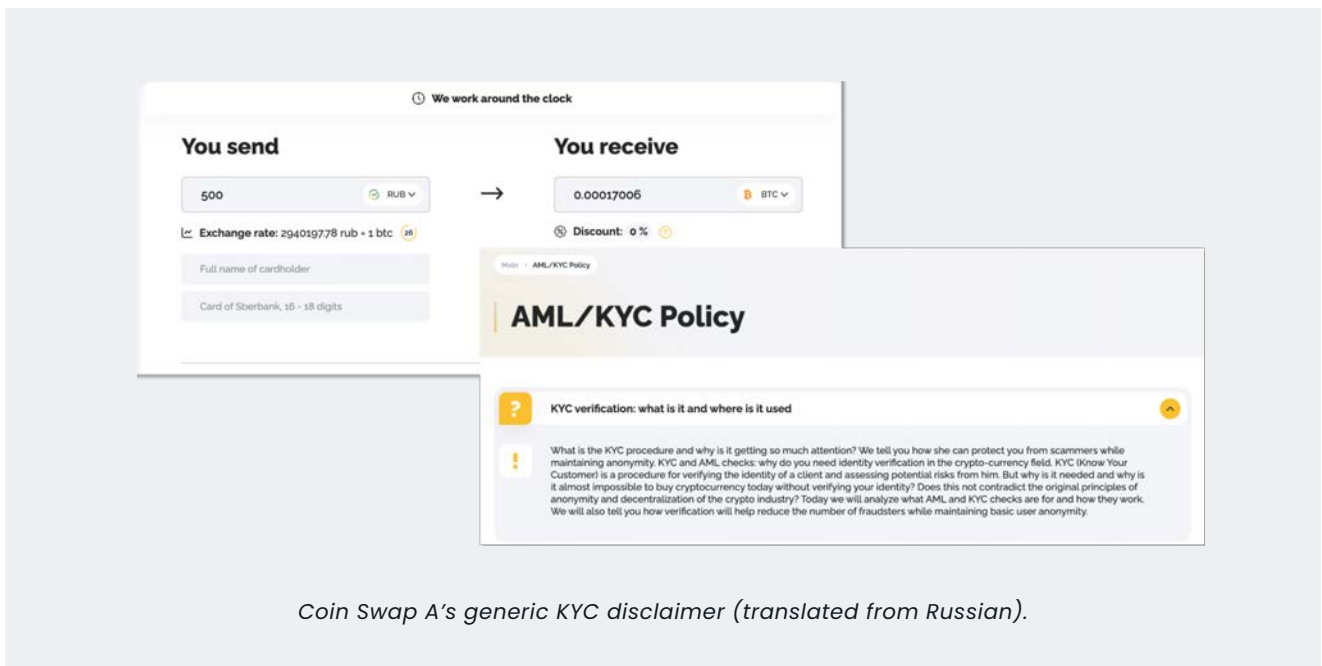 We work around the clock
You send
You receive
500
RUB
→
0.00017006
BTC
Exchange rate: 2940197.78 rub = 1 btc
26
Discount: 0 %
?
Full name of cardholder
Card of Sberbank, 16 - 18 digits
Main > AML/KYC Policy
AML/KYC Policy
?
KYC verification: what is it and where is it used
!
What is the KYC procedure and why is it getting so much attention? We tell you how she can protect you from scammers while
maintaining anonymity. KYC and AML checks: why do you need identity verification in the crypto-currency field. KYC (Know Your
Customer) is a procedure for verifying the identity of a client and assessing potential risks from him. But why is it needed and why is
it almost impossible to buy cryptocurrency today without verifying your identity? Does this not contradict the original principles of
anonymity and decentralization of the crypto industry? Today we will analyze what AML and KYC checks are for and how they work.
We will also tell you how verification will help reduce the number of fraudsters while maintaining basic user anonymity.
Coin Swap A's generic KYC disclaimer (translated from Russian).